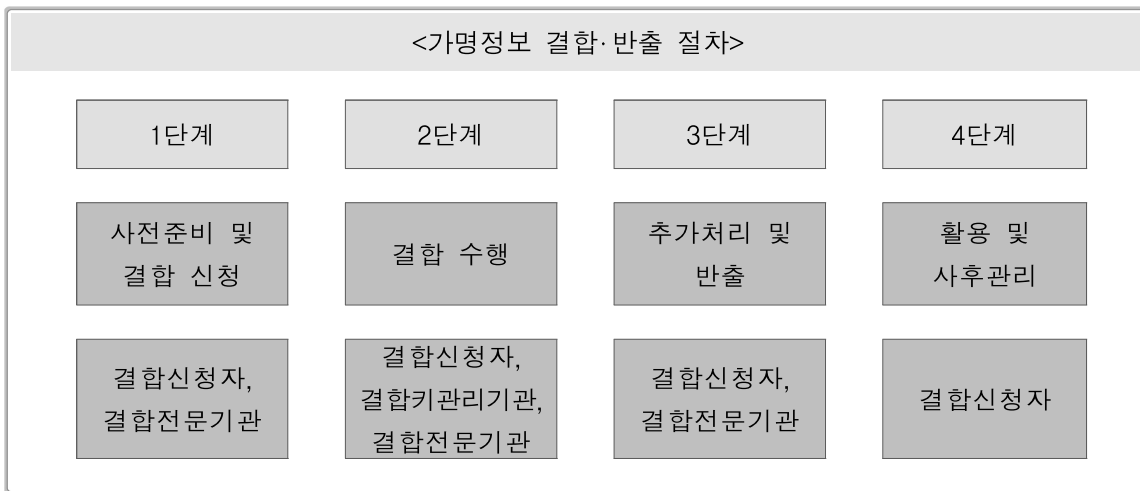 <가명정보 결합·반출 절차>
1단계
2단계
3단계
4단계
사전준비 및
결합 신청
결합 수행
추가처리 및
반출
활용 및
사후관리
결합신청자,
결합전문기관
결합신청자,
결합키관리기관,
결합전문기관
결합신청자,
결합전문기관
결합신청자